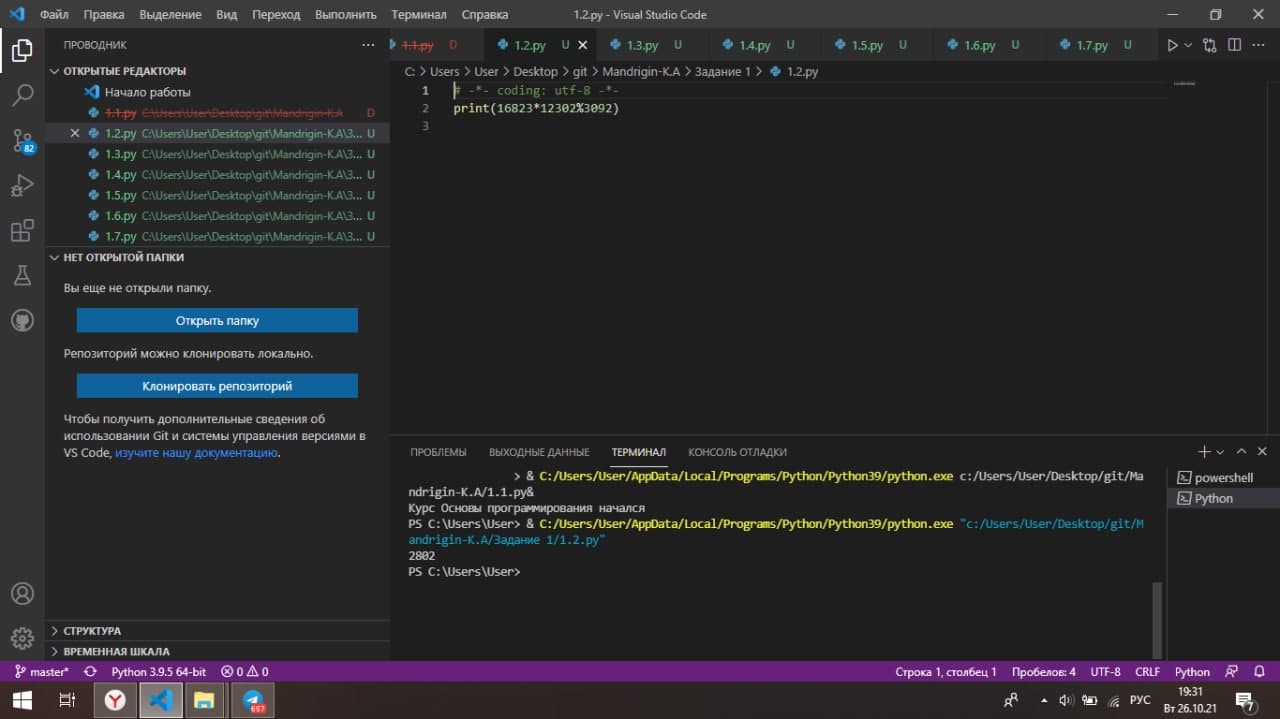 Файл Правка Выделение Вид Переход Выполнить Терминал Справка 1.2.py - Visual Studio Code
ПРОВОДНИК
1.1.py D 1.2.py U 1.3.py U 1.4.py U 1.5.py U 1.6.py U 1.7.py U
ОТКРЫТЫЕ РЕДАКТОРЫ
C: > Users > User > Desktop > git > Mandrigin-K.A > Задание 1 > 1.2.py
Начало работы
1.1.py C:\Users\User\Desktop\git\Mandrigin-K.A D
1.2.py C:\Users\User\Desktop\git\Mandrigin-K.A\З... U
1.3.py C:\Users\User\Desktop\git\Mandrigin-K.A\З... U
1.4.py C:\Users\User\Desktop\git\Mandrigin-K.A\З... U
1.5.py C:\Users\User\Desktop\git\Mandrigin-K.A\З... U
1.6.py C:\Users\User\Desktop\git\Mandrigin-K.A\З... U
1.7.py C:\Users\User\Desktop\git\Mandrigin-K.A\З... U
82
НЕТ ОТКРЫТОЙ ПАПКИ
Вы еще не открыли папку.
Открыть папку
Репозиторий можно клонировать локально.
Клонировать репозиторий
Чтобы получить дополнительные сведения об
использовании Git и системы управления версиями в
VS Code, изучите нашу документацию.
СТРУКТУРА
ВРЕМЕННАЯ ШКАЛА
1 # -*- coding: utf-8 -*-
2 print(16823*12302%3092)
3
ПРОБЛЕМЫ ВЫХОДНЫЕ ДАННЫЕ ТЕРМИНАЛ КОНСОЛЬ ОТЛАДКИ
> & C:/Users/User/AppData/Local/Programs/Python/Python39/python.exe c:/Users/User/Desktop/git/Ma
ndrigin-K.A/1.1.py&
Курс Основы программирования начался
PS C:\Users\User> & C:/Users/User/AppData/Local/Programs/Python/Python39/python.exe "c:/Users/User/Desktop/git/M
andrigin-K.A/Задание 1/1.2.py"
2802
PS C:\Users\User>
powershell
Python
master* Python 3.9.5 64-bit 0 0 Строка 1, столбец 1 Пробелов: 4 UTF-8 CRLF Python
697
РУС
19:31
Вт 26.10.21
7